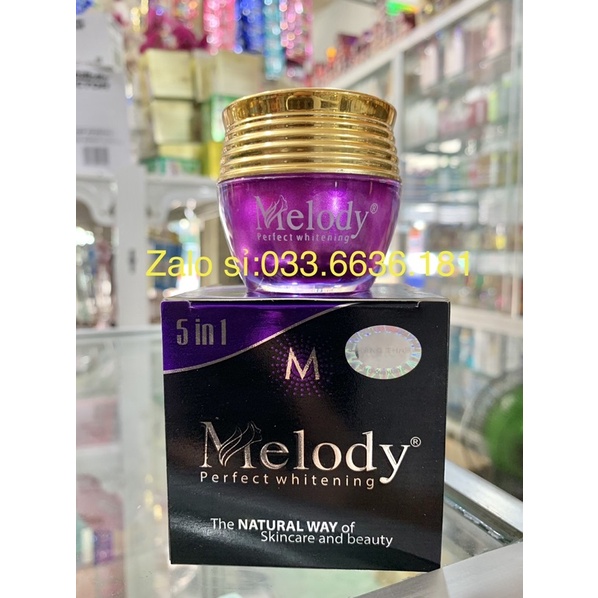 Melody®
Perfect whitening
Zalo sỉ:033.6636.181
5 in 1
M
Melody®
Perfect whitening
The NATURAL WAY of
Skincare and beauty